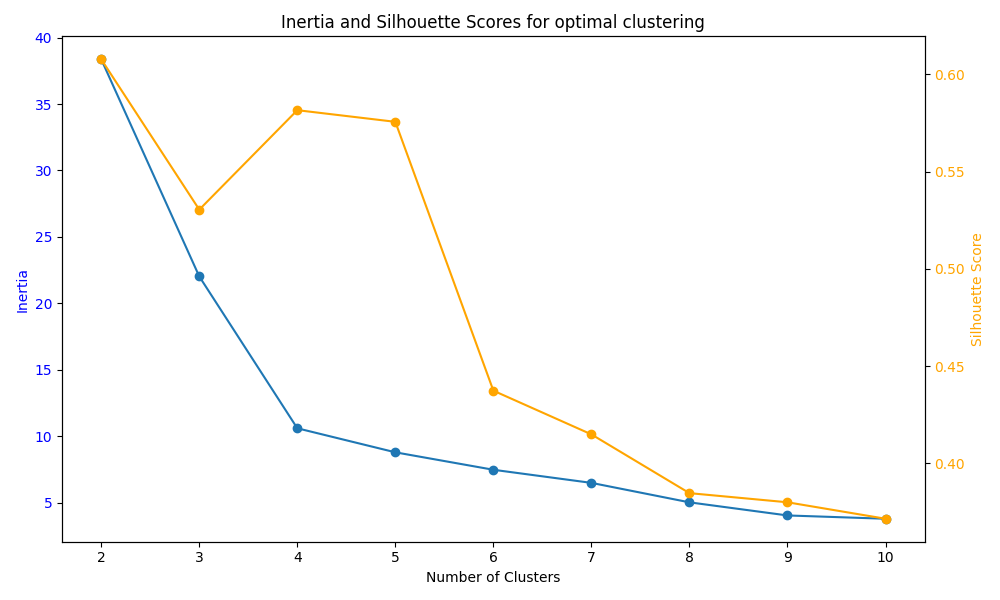 Inertia and Silhouette Scores for optimal clustering
Inertia
40
35
30
25
20
15
10
5
0.60
0.55
0.50
0.45
0.40
Silhouette Score
2 3 4 5 6 7 8 9 10
Number of Clusters